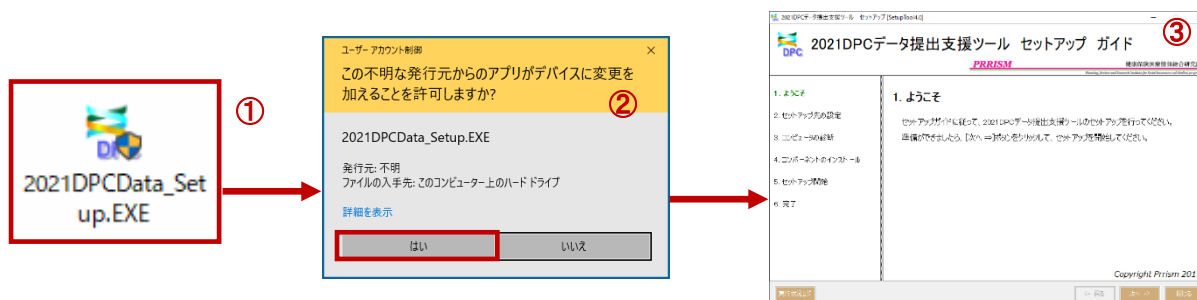 DPC
2021DPCData_Set
up.EXE
①
ユーザー アカウント制御
×
この不明な発行元からのアプリがデバイスに変更を
加えることを許可しますか?
②
2021DPCData_Setup.EXE
発行元: 不明
ファイルの入手先: このコンピューター上のハード ドライブ
詳細を表示
はい
いいえ
2021DPCデータ提出支援ツール セットアップ [SetupTool4.0]
③
DPC
2021DPCデータ提出支援ツール セットアップ ガイド
PRRISM
1. ようこそ
2. セットアップ先の設定
3. コンピュータの診断
4. コンポーネントのインストール
5. セットアップ開始
6. 完了
1. ようこそ
セットアップガイドに従って、2021DPCデータ提出支援ツールのセットアップを行ってください。
準備ができましたら、[次へ ⇒]ボタンをクリックして、セットアップを開始してください。
Copyright Prrism 201
<= 戻る
次へ =>
閉じる